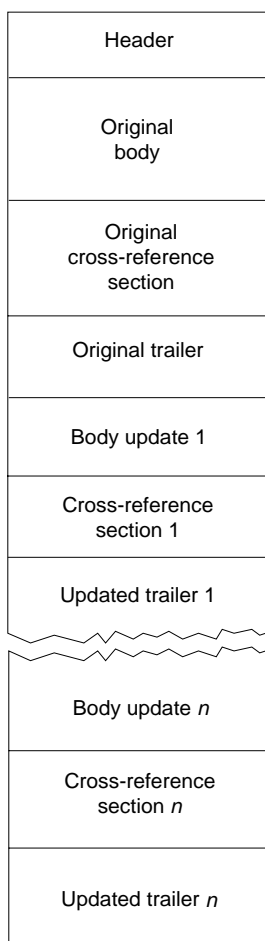 Header
Original
body
Original
cross-reference
section
Original trailer
Body update 1
Cross-reference
section 1
Updated trailer 1
Body update n
Cross-reference
section n
Updated trailer n